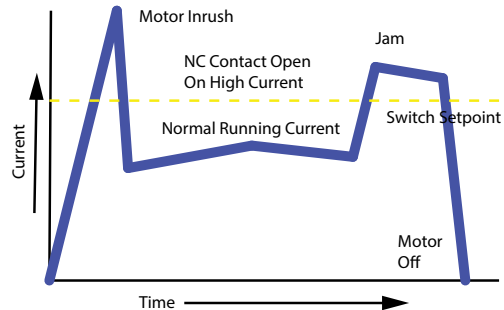 Motor Inrush
Jam
NC Contact Open
On High Current
Switch Setpoint
Normal Running Current
Current
Motor
Off
Time